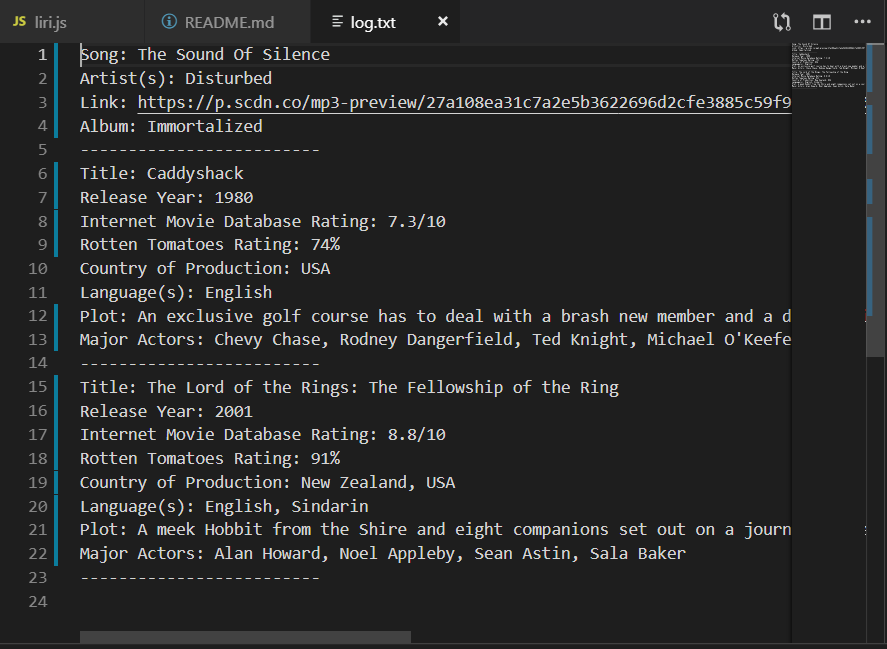 JS liri.js README.md log.txt
1 Song: The Sound Of Silence
2 Artist(s): Disturbed
3 Link: https://p.scdn.co/mp3-preview/27a108ea31c7a2e5b3622696d2cfe3885c59f9
4 Album: Immortalized
5 -------------------------
6 Title: Caddyshack
7 Release Year: 1980
8 Internet Movie Database Rating: 7.3/10
9 Rotten Tomatoes Rating: 74%
10 Country of Production: USA
11 Language(s): English
12 Plot: An exclusive golf course has to deal with a brash new member and a d
13 Major Actors: Chevy Chase, Rodney Dangerfield, Ted Knight, Michael O'Keefe
14 -------------------------
15 Title: The Lord of the Rings: The Fellowship of the Ring
16 Release Year: 2001
17 Internet Movie Database Rating: 8.8/10
18 Rotten Tomatoes Rating: 91%
19 Country of Production: New Zealand, USA
20 Language(s): English, Sindarin
21 Plot: A meek Hobbit from the Shire and eight companions set out on a journ
22 Major Actors: Alan Howard, Noel Appleby, Sean Astin, Sala Baker
23 -------------------------
24